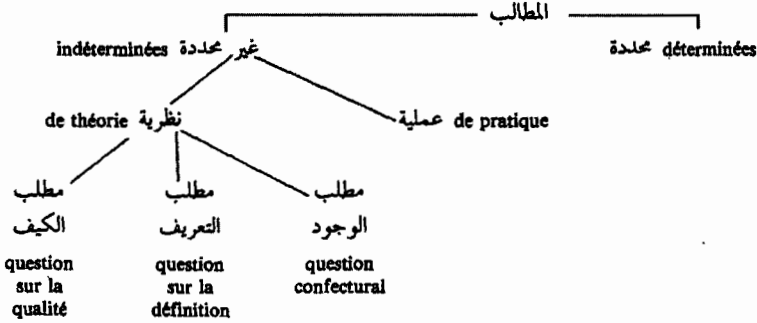 المطالب
indéterminées غير محددة
محددة déterminées
de théorie نظرية
عملية de pratique
مطلب
الكيف
question
sur la
qualité
مطلب
التعريف
question
sur la
définition
مطلب
الوجود
question
confectural